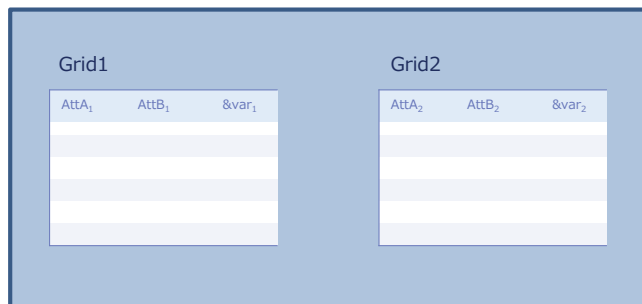 Grid1 Grid2
AttA₁ AttB₁ &var₁ AttA₂ AttB₂ &var₂